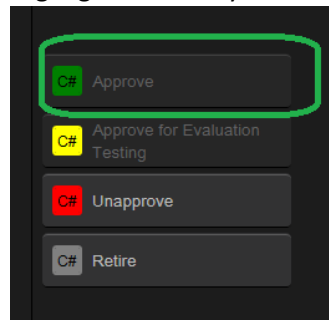 C# Approve
C# Approve for Evaluation
Testing
C# Unapprove
C# Retire